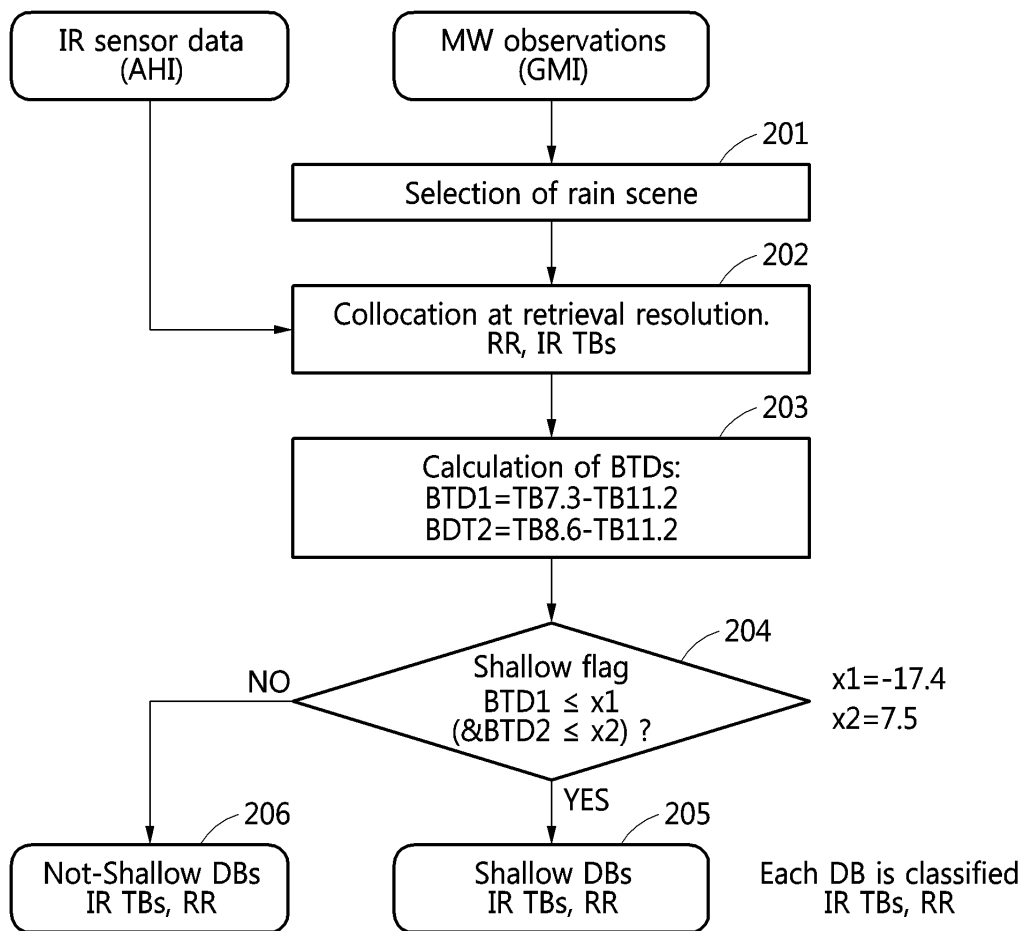 IR sensor data
(AHI)
MW observations
(GMI)
201
Selection of rain scene
202
Collocation at retrieval resolution.
RR, IR TBs
203
Calculation of BTDs:
BTD1=TB7.3-TB11.2
BDT2=TB8.6-TB11.2
204
Shallow flag
BTD1 ≤ x1
(&BTD2 ≤ x2) ?
x1=-17.4
x2=7.5
NO
YES
206
Not-Shallow DBs
IR TBs, RR
205
Shallow DBs
IR TBs, RR
Each DB is classified
IR TBs, RR